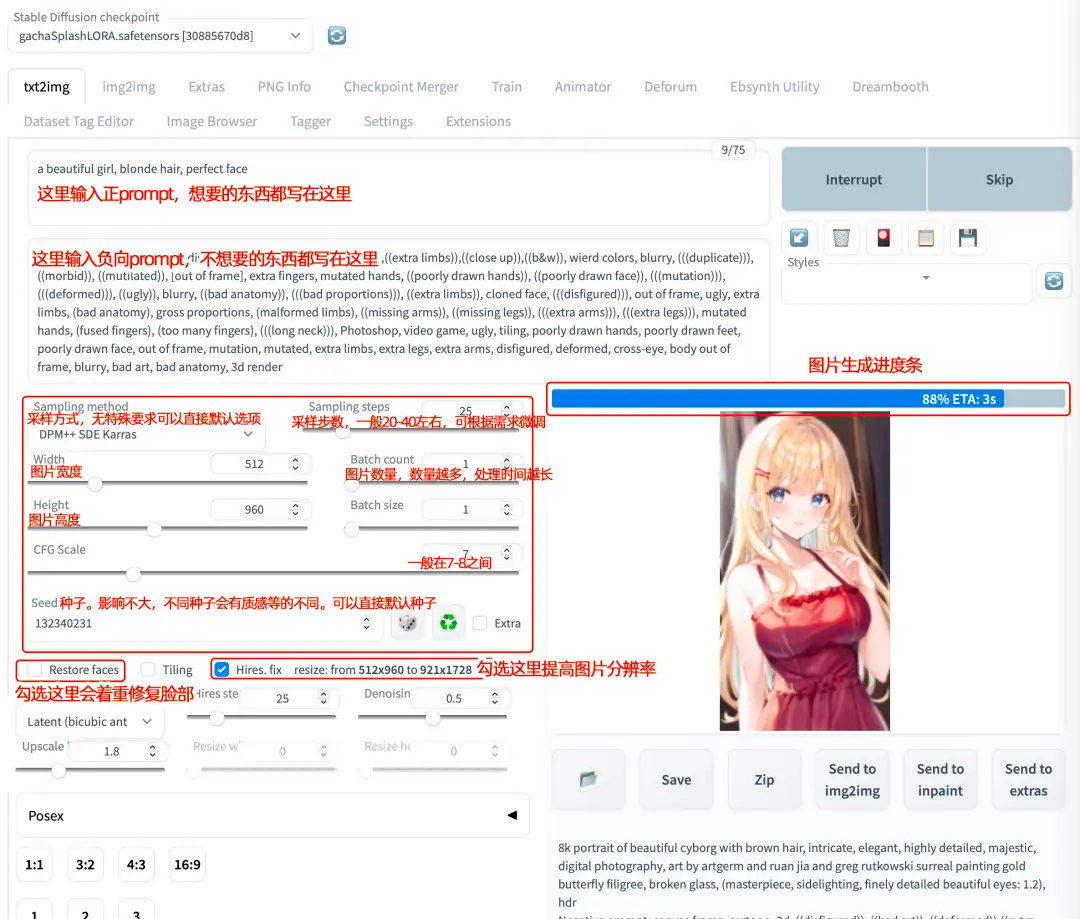 Stable Diffusion checkpoint
gachaSplashLORA.safetensors [30885670d8]
txt2img img2img Extras PNG Info Checkpoint Merger Train Animator Deforum Ebsynth Utility Dreambooth
Dataset Tag Editor Image Browser Tagger Settings Extensions
9/75
a beautiful girl, blonde hair, perfect face
这里输入正prompt，想要的东西都写在这里
Interrupt Skip
Styles
这里输入负向prompt，不想要的东西都写在这里 ,((extra limbs)),((close up)),((b&w)), wierd colors, blurry, (((duplicate))),
((morbid)), ((mutilated)), [out of frame], extra fingers, mutated hands, ((poorly drawn hands)), ((poorly drawn face)), (((mutation))),
(((deformed))), ((ugly)), blurry, ((bad anatomy)), (((bad proportions))), ((extra limbs)), cloned face, (((disfigured))), out of frame, ugly, extra
limbs, (bad anatomy), gross proportions, (malformed limbs), ((missing arms)), ((missing legs)), (((extra arms))), (((extra legs))), mutated
hands, (fused fingers), (too many fingers), (((long neck))), Photoshop, video game, ugly, tiling, poorly drawn hands, poorly drawn feet,
poorly drawn face, out of frame, mutation, mutated, extra limbs, extra legs, extra arms, disfigured, deformed, cross-eye, body out of
frame, blurry, bad art, bad anatomy, 3d render
图片生成进度条
88% ETA: 3s
Sampling method Sampling steps 25
采样方式，无特殊要求可以直接默认选项 采样步数，一般20-40左右，可根据需求微调
DPM++ SDE Karras
Width 512 Batch count 1
图片宽度 图片数量，数量越多，处理时间越长
Height 960 Batch size 1
图片高度
CFG Scale 7
一般在7-8之间
Seed 种子。影响不大，不同种子会有质感等的不同。可以直接默认种子
132340231 Extra
Restore faces Tiling Hires. fix resize: from 512x960 to 921x1728 勾选这里提高图片分辨率
勾选这里会着重修复脸部 Hires ste 25 Denoisin 0.5
Latent (bicubic ant
Upscale 1.8 Resize w 0 Resize he 0
Posex
1:1 3:2 4:3 16:9
1 2 3
Save Zip Send to img2img Send to inpaint Send to extras
8k portrait of beautiful cyborg with brown hair, intricate, elegant, highly detailed, majestic,
digital photography, art by artgerm and ruan jia and greg rutkowski surreal painting gold
butterfly filigree, broken glass, (masterpiece, sidelighting, finely detailed beautiful eyes: 1.2),
hdr